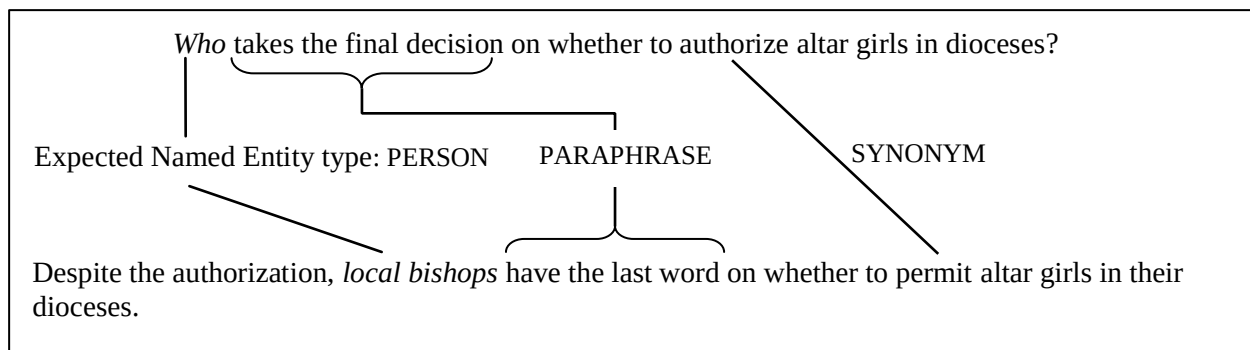 Who takes the final decision on whether to authorize altar girls in dioceses?
Expected Named Entity type: PERSON PARAPHRASE SYNONYM
Despite the authorization, local bishops have the last word on whether to permit altar girls in their
dioceses.